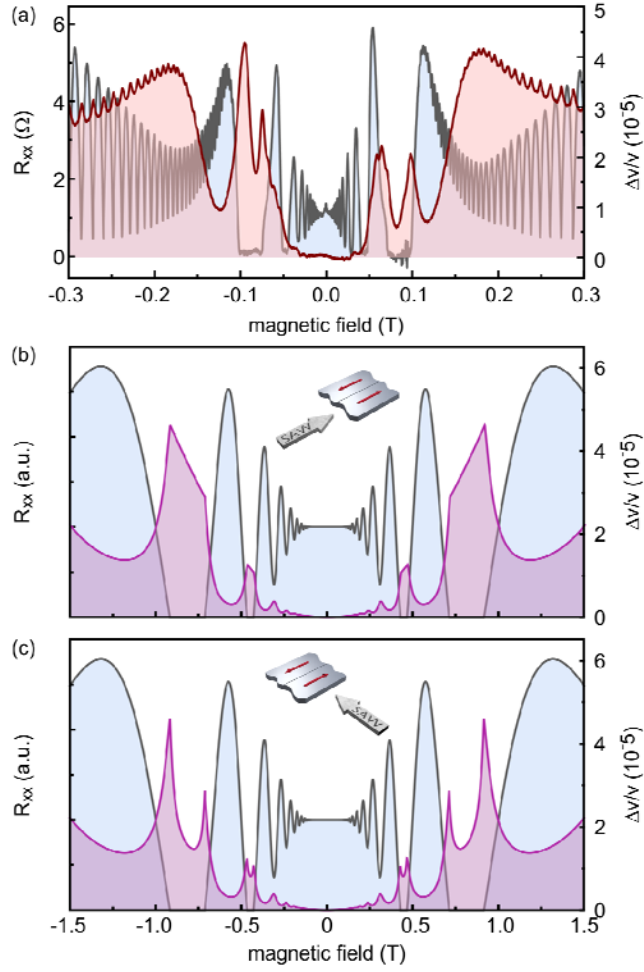 (a)
6
4
2
0
Rxx (Ω)
5
4
3
2
1
0
Δv/v (10-5)
-0.3 -0.2 -0.1 0.0 0.1 0.2 0.3
magnetic field (T)
(b)
SAW
Rxx (a.u.)
6
4
2
0
Δv/v (10-5)
(c)
SAW
Rxx (a.u.)
6
4
2
0
Δv/v (10-5)
-1.5 -1.0 -0.5 0 0.5 1.0 1.5
magnetic field (T)